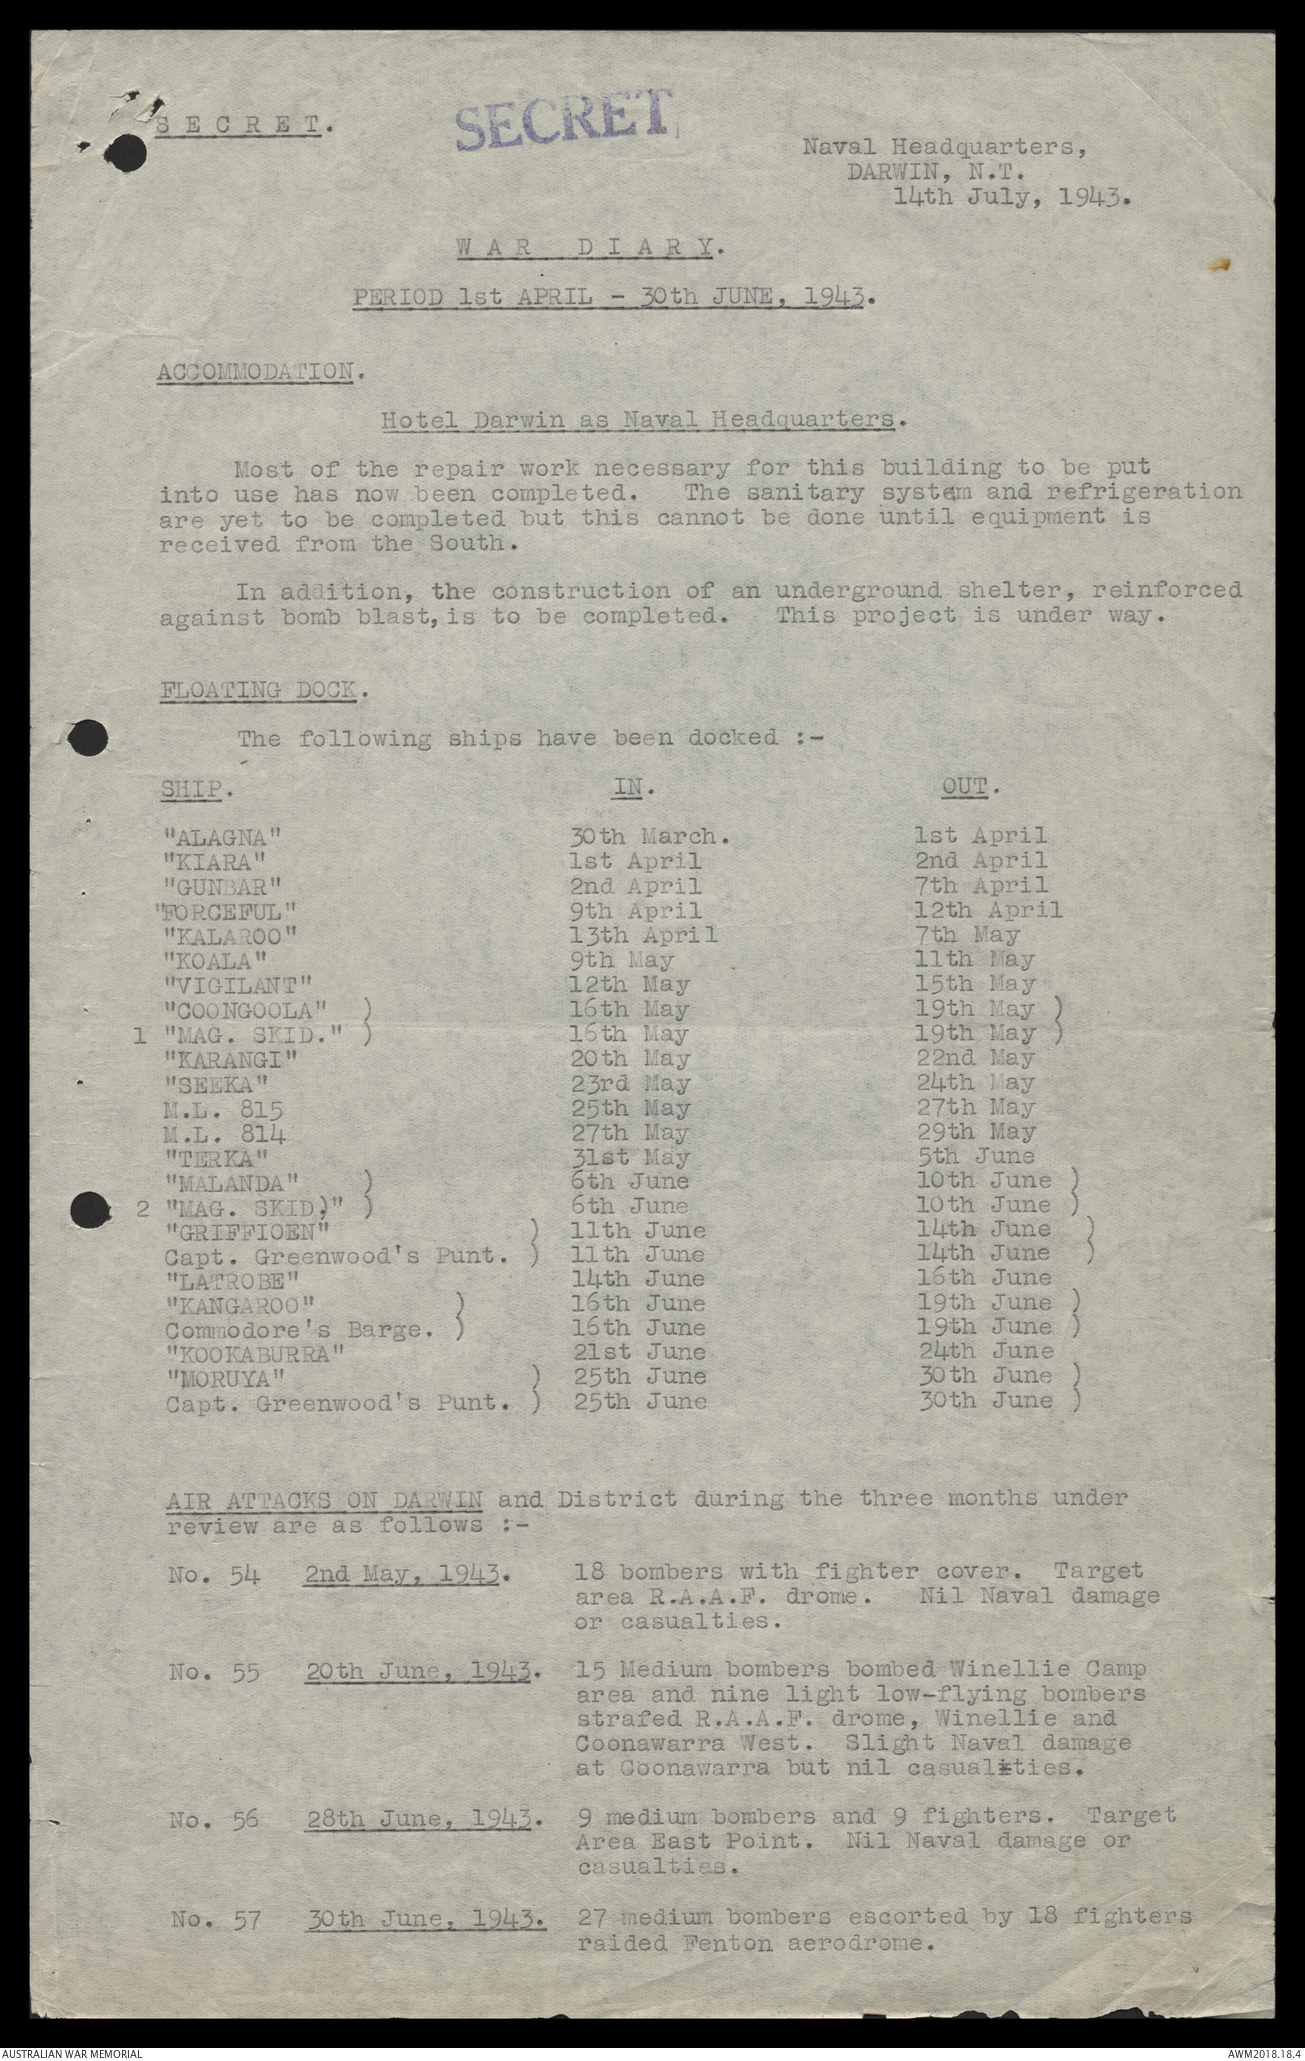 S E C R E T.
SECRET
Naval Headquarters,
DARWIN, N.T.
14th July, 1943.
W A R   D I A R Y.
PERIOD 1st APRIL - 30th JUNE, 1943.
ACCOMMODATION.
Hotel Darwin as Naval Headquarters.
Most of the repair work necessary for this building to be put
into use has now been completed.   The sanitary system and refrigeration
are yet to be completed but this cannot be done until equipment is
received from the South.
In addition, the construction of an underground shelter, reinforced
against bomb blast, is to be completed.   This project is under way.
FLOATING DOCK.
The following ships have been docked :-
SHIP.   IN.   OUT.
"ALAGNA"   30th March.   1st April
"KIARA"   1st April   2nd April
"GUNBAR"   2nd April   7th April
"FORCEFUL"   9th April   12th April
"KALAROO"   13th April   7th May
"KOALA"   9th May   11th May
"VIGILANT"   12th May   15th May
"COONGOOLA" )   16th May   19th May )
1 "MAG. SKID." )   16th May   19th May )
"KARANGI"   20th May   22nd May
"SEEKA"   23rd May   24th May
M.L. 815   25th May   27th May
M.L. 814   27th May   29th May
"TERKA"   31st May   5th June
"MALANDA" )   6th June   10th June )
2 "MAG. SKID)" )   6th June   10th June )
"GRIFFIOEN" )   11th June   14th June )
Capt. Greenwood's Punt. )   11th June   14th June )
"LATROBE"   14th June   16th June
"KANGAROO" )   16th June   19th June )
Commodore's Barge. )   16th June   19th June )
"KOOKABURRA"   21st June   24th June
"MORUYA" )   25th June   30th June )
Capt. Greenwood's Punt. )   25th June   30th June )
AIR ATTACKS ON DARWIN and District during the three months under
review are as follows :-
No. 54   2nd May, 1943.   18 bombers with fighter cover.  Target
area R.A.A.F. drome.   Nil Naval damage
or casualties.
No. 55   20th June, 1943.   15 Medium bombers bombed Winellie Camp
area and nine light low-flying bombers
strafed R.A.A.F. drome, Winellie and
Coonawarra West.  Slight Naval damage
at Coonawarra but nil casualties.
No. 56   28th June, 1943.   9 medium bombers and 9 fighters.  Target
Area East Point.  Nil Naval damage or
casualties.
No. 57   30th June, 1943.   27 medium bombers escorted by 18 fighters
raided Fenton aerodrome.
AUSTRALIAN WAR MEMORIAL   AWM2018.18.4